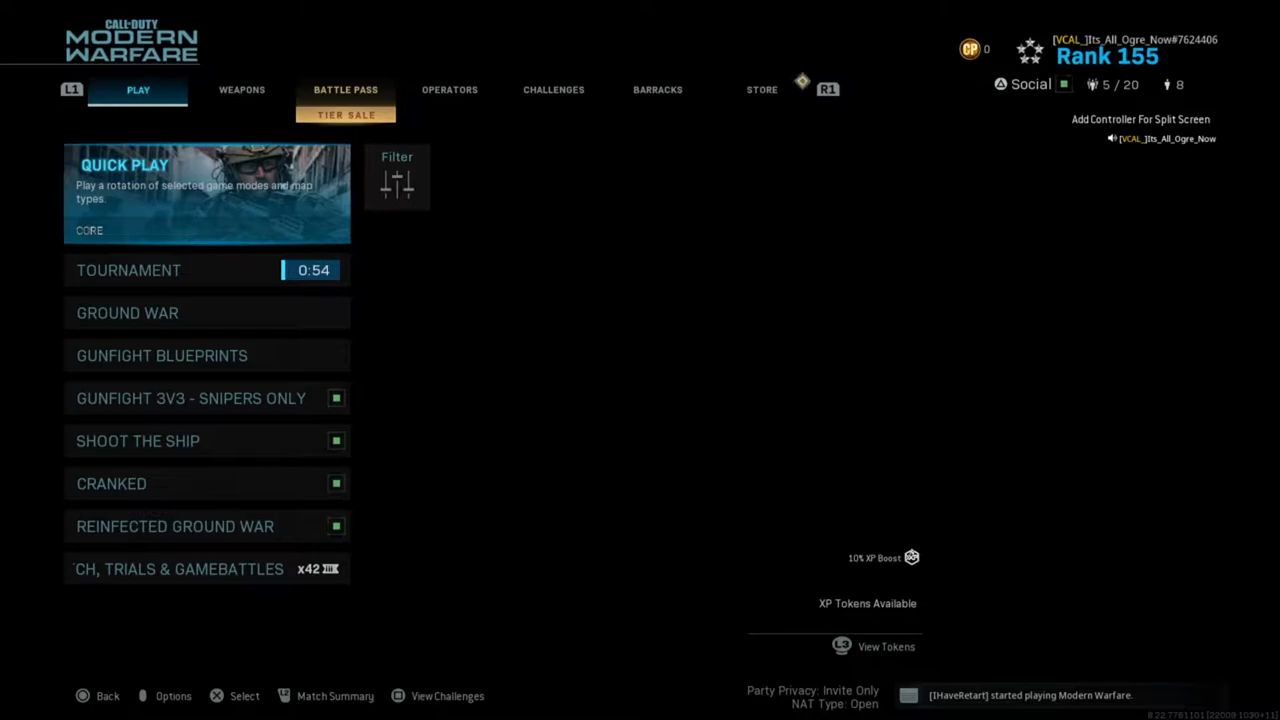 CALL·DUTY
MODERN
WARFARE
CP 0
[VCAL_]Its_All_Ogre_Now#7624406
Rank 155
L1
PLAY
WEAPONS
BATTLE PASS
TIER SALE
OPERATORS
CHALLENGES
BARRACKS
STORE
R1
Social
5 / 20
8
Add Controller For Split Screen
[VCAL_]Its_All_Ogre_Now
QUICK PLAY
Play a rotation of selected game modes and map
types.
CORE
Filter
TOURNAMENT 0:54
GROUND WAR
GUNFIGHT BLUEPRINTS
GUNFIGHT 3V3 - SNIPERS ONLY
SHOOT THE SHIP
CRANKED
REINFECTED GROUND WAR
CH, TRIALS & GAMEBATTLES x42
10% XP Boost
XP Tokens Available
L3 View Tokens
Back Options Select L2 Match Summary View Challenges
Party Privacy: Invite Only
NAT Type: Open
[IHaveRetart] started playing Modern Warfare.